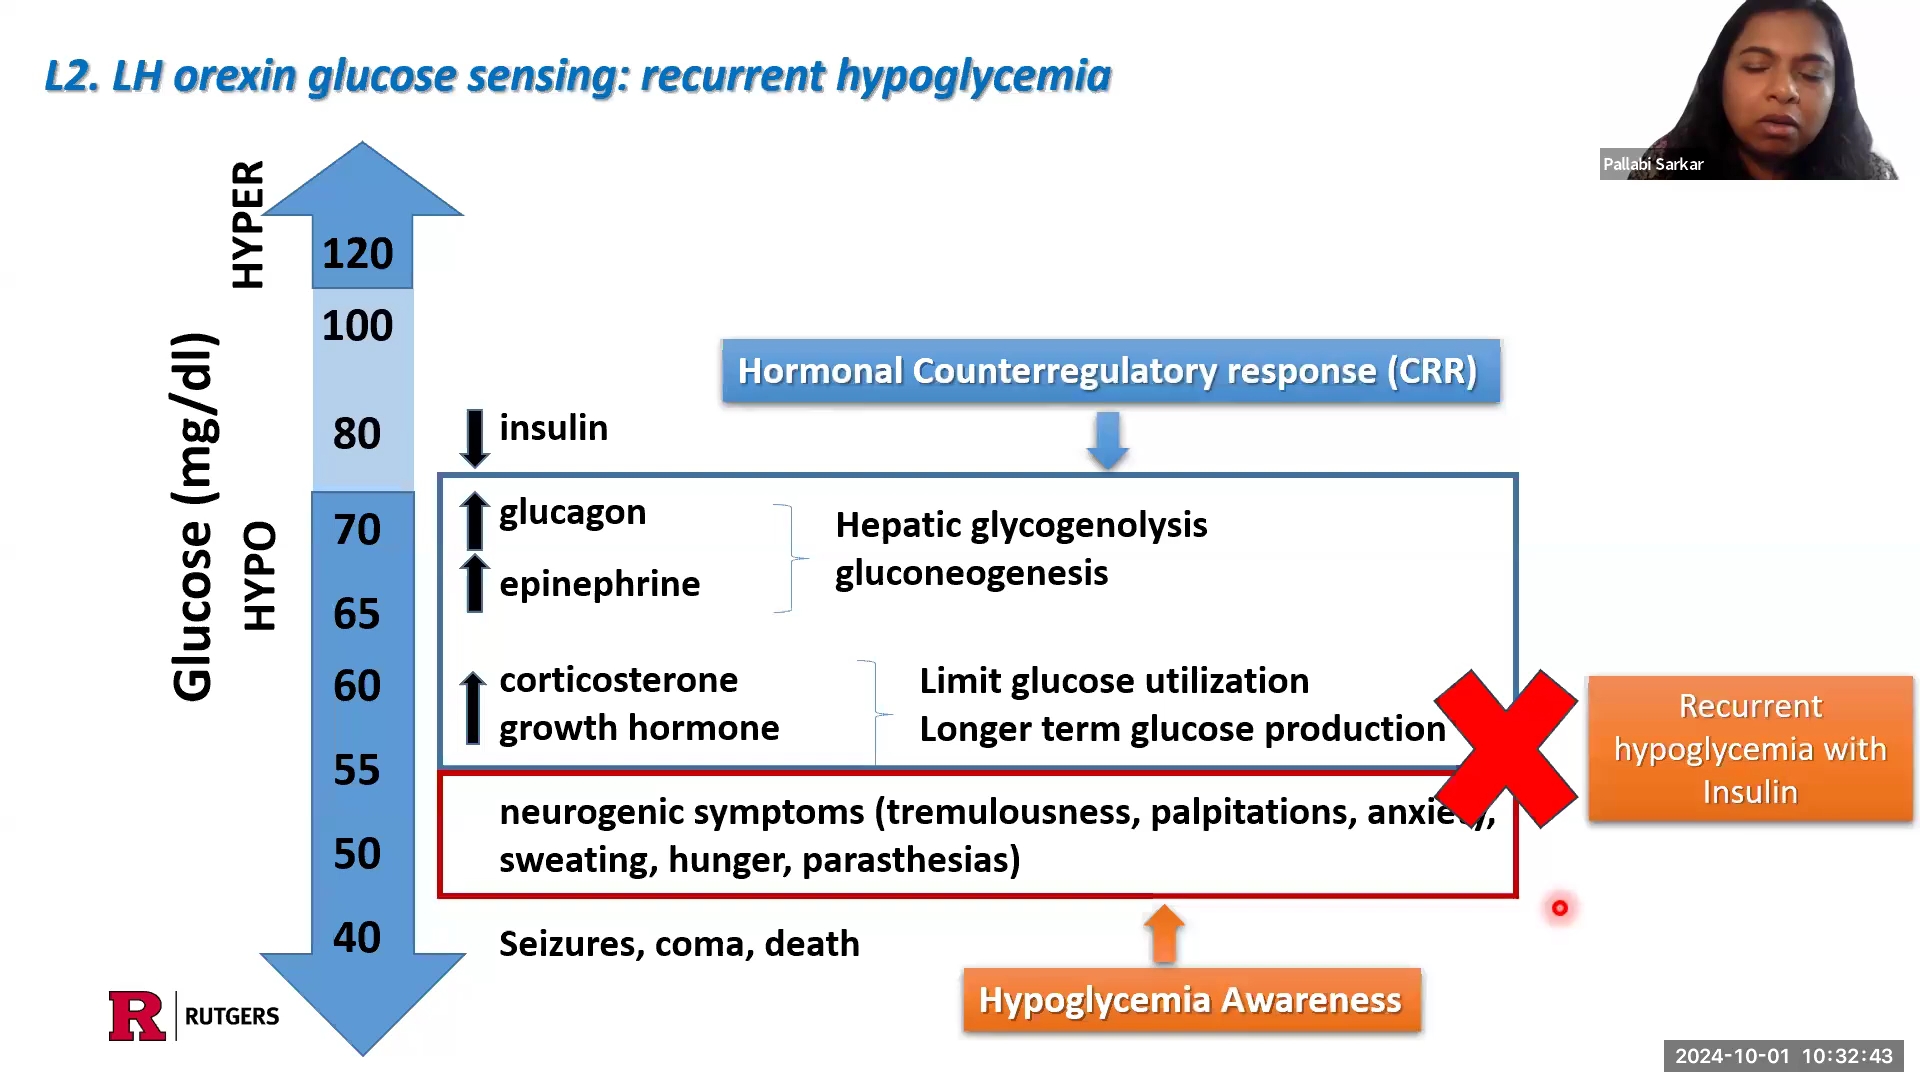 L2. LH orexin glucose sensing: recurrent hypoglycemia
Pallabi Sarkar
Glucose (mg/dl)
HYPER
HYPO
120
100
80
70
65
60
55
50
40
Hormonal Counterregulatory response (CRR)
insulin
glucagon
epinephrine
Hepatic glycogenolysis
gluconeogenesis
corticosterone
growth hormone
Limit glucose utilization
Longer term glucose production
Recurrent
hypoglycemia with
Insulin
neurogenic symptoms (tremulousness, palpitations, anxiety,
sweating, hunger, parasthesias)
Seizures, coma, death
Hypoglycemia Awareness
R RUTGERS
2024-10-01 10:32:43